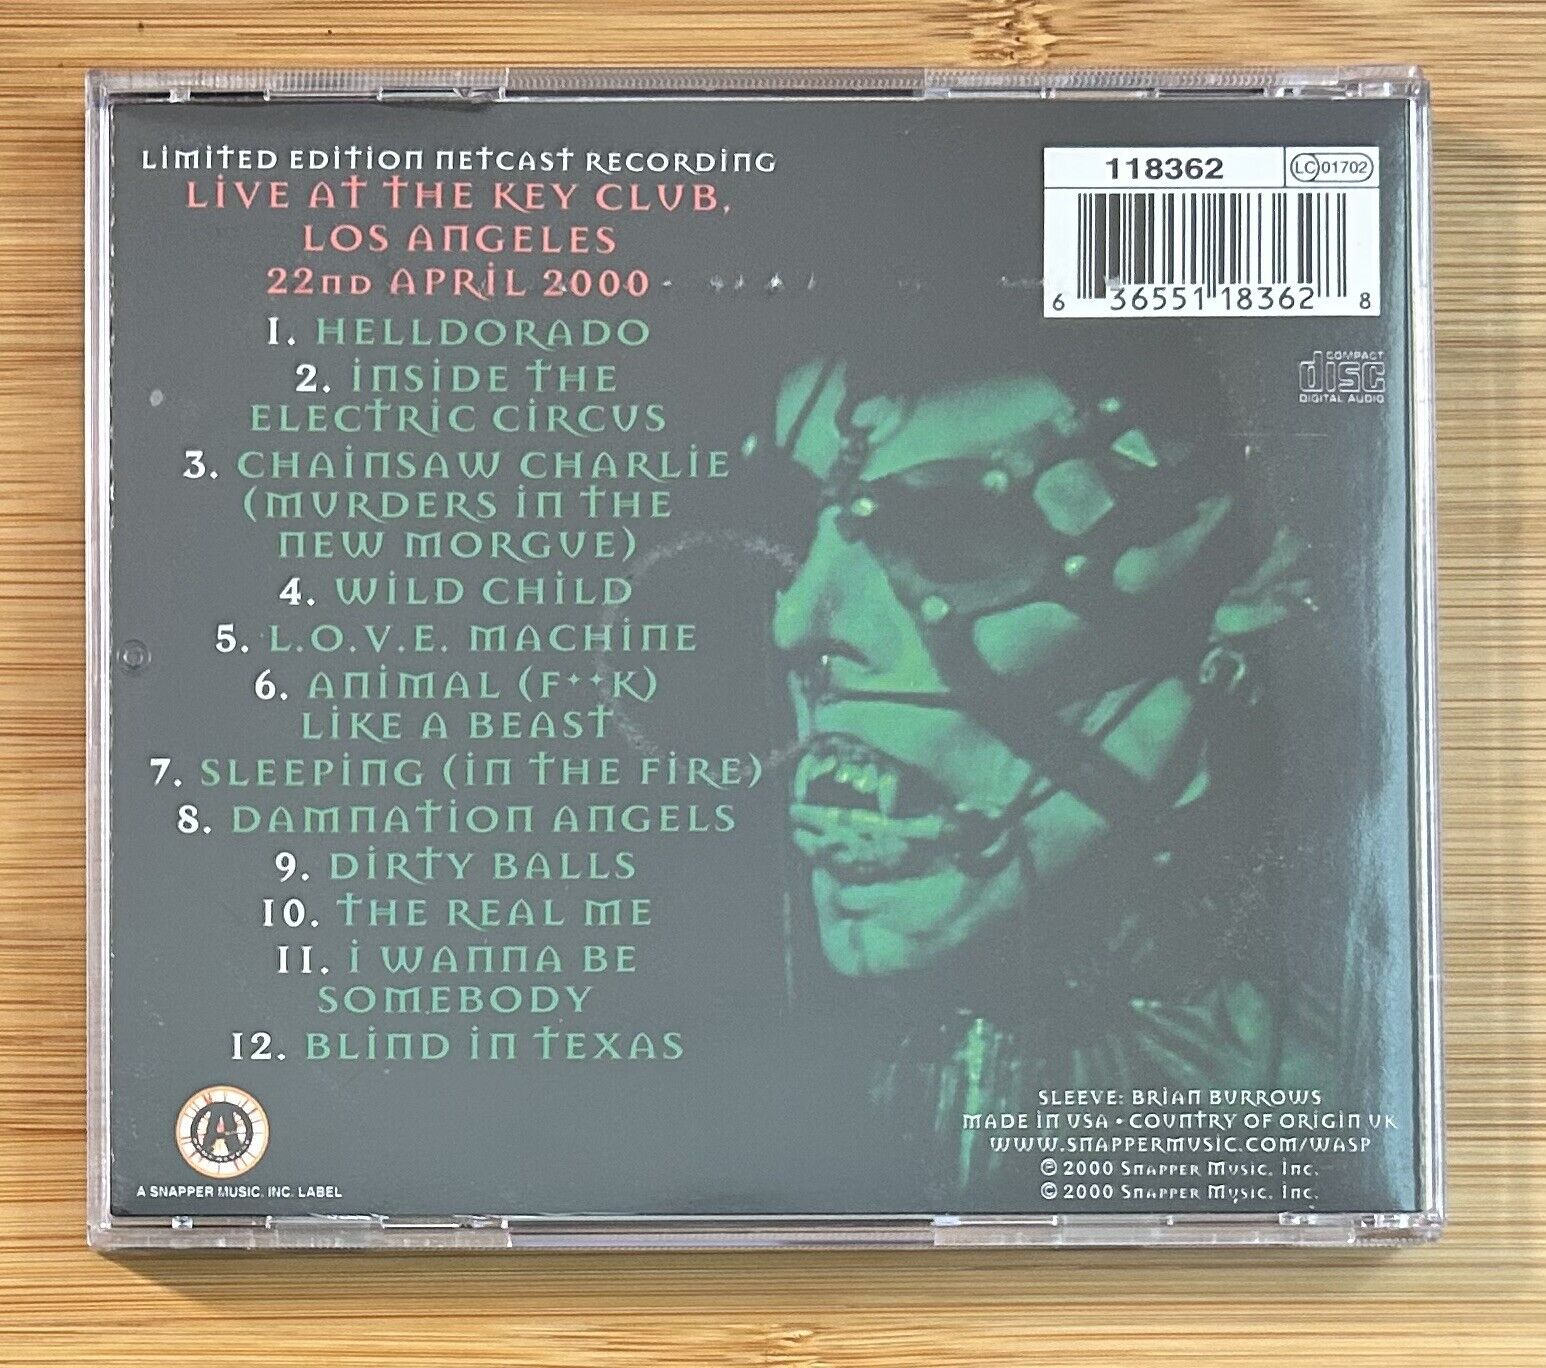 LIMITED EDITION NETCAST RECORDING
LIVE AT THE KEY CLUB,
LOS ANGELES
22ND APRIL 2000
1. HELLDORADO
2. INSIDE THE
ELECTRIC CIRCUS
3. CHAINSAW CHARLIE
(MURDERS IN THE
NEW MORGUE)
4. WILD CHILD
5. L.O.V.E. MACHINE
6. ANIMAL (F**K)
LIKE A BEAST
7. SLEEPING (IN THE FIRE)
8. DAMNATION ANGELS
9. DIRTY BALLS
10. THE REAL ME
11. I WANNA BE
SOMEBODY
12. BLIND IN TEXAS
A SNAPPER MUSIC, INC. LABEL
118362
LC 01702
6 36551 18362 8
COMPACT
disc
DIGITAL AUDIO
SLEEVE: BRIAN BURROWS
MADE IN USA • COUNTRY OF ORIGIN UK
WWW.SNAPPERMUSIC.COM/WASP
© 2000 SNAPPER MUSIC, INC.
© 2000 SNAPPER MUSIC, INC.